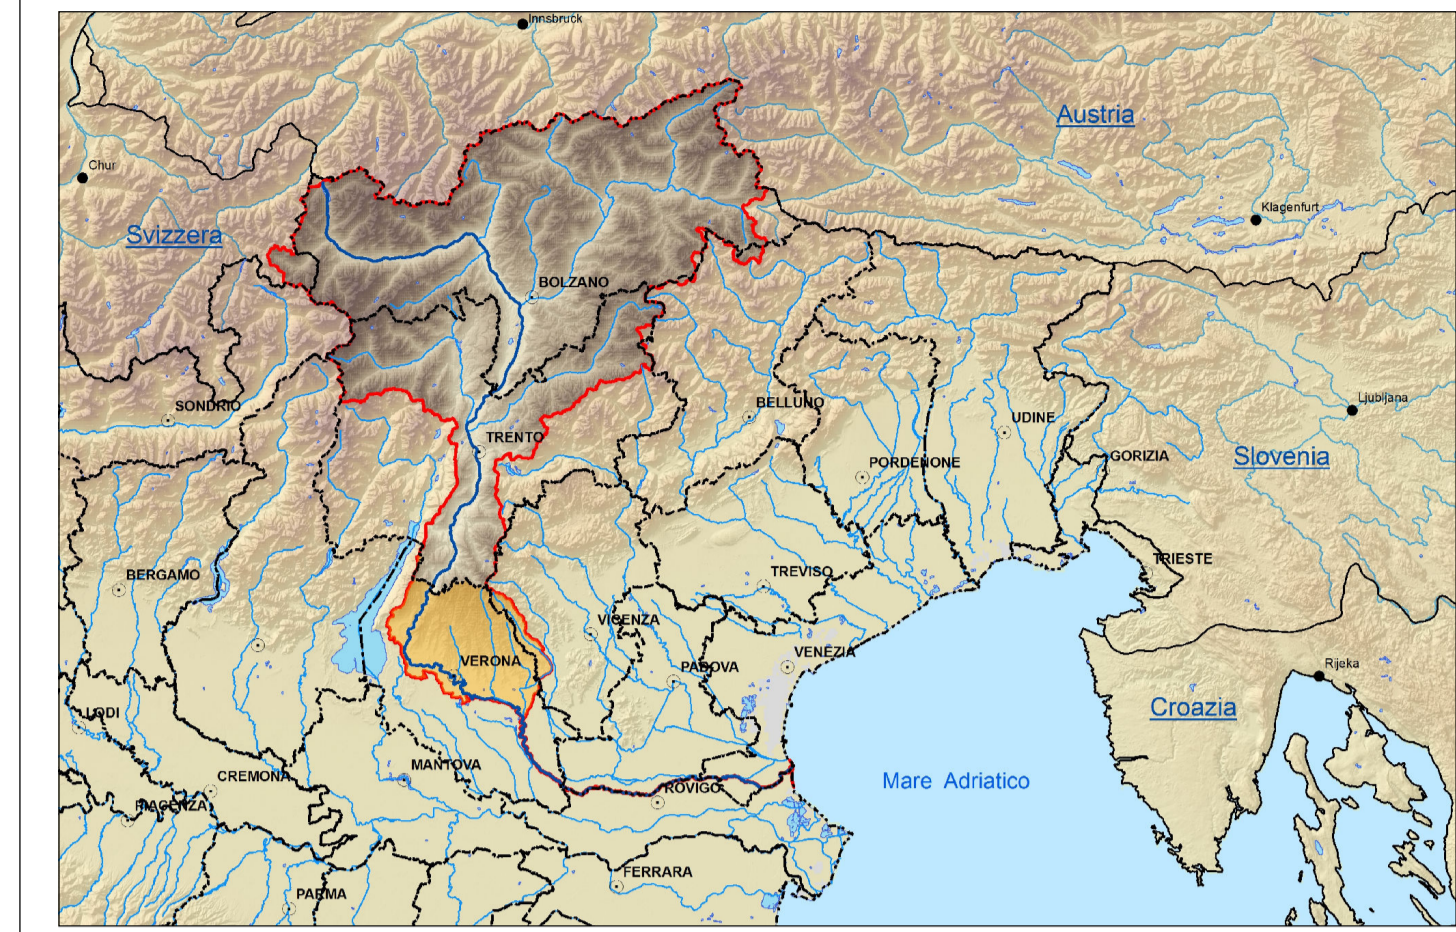 Innsbruck
Austria
Chur
Klagenfurt
Svizzera
BOLZANO
Ljubljana
SONDRIO
BELLUNO
UDINE
TRENTO
GORIZIA
Slovenia
PORDENONE
TRIESTE
BERGAMO
TREVISO
VICENZA
VENEZIA
VERONA
PADOVA
Rijeka
LODI
Croazia
MANTOVA
CREMONA
Mare Adriatico
ROVIGO
PIACENZA
FERRARA
PARMA